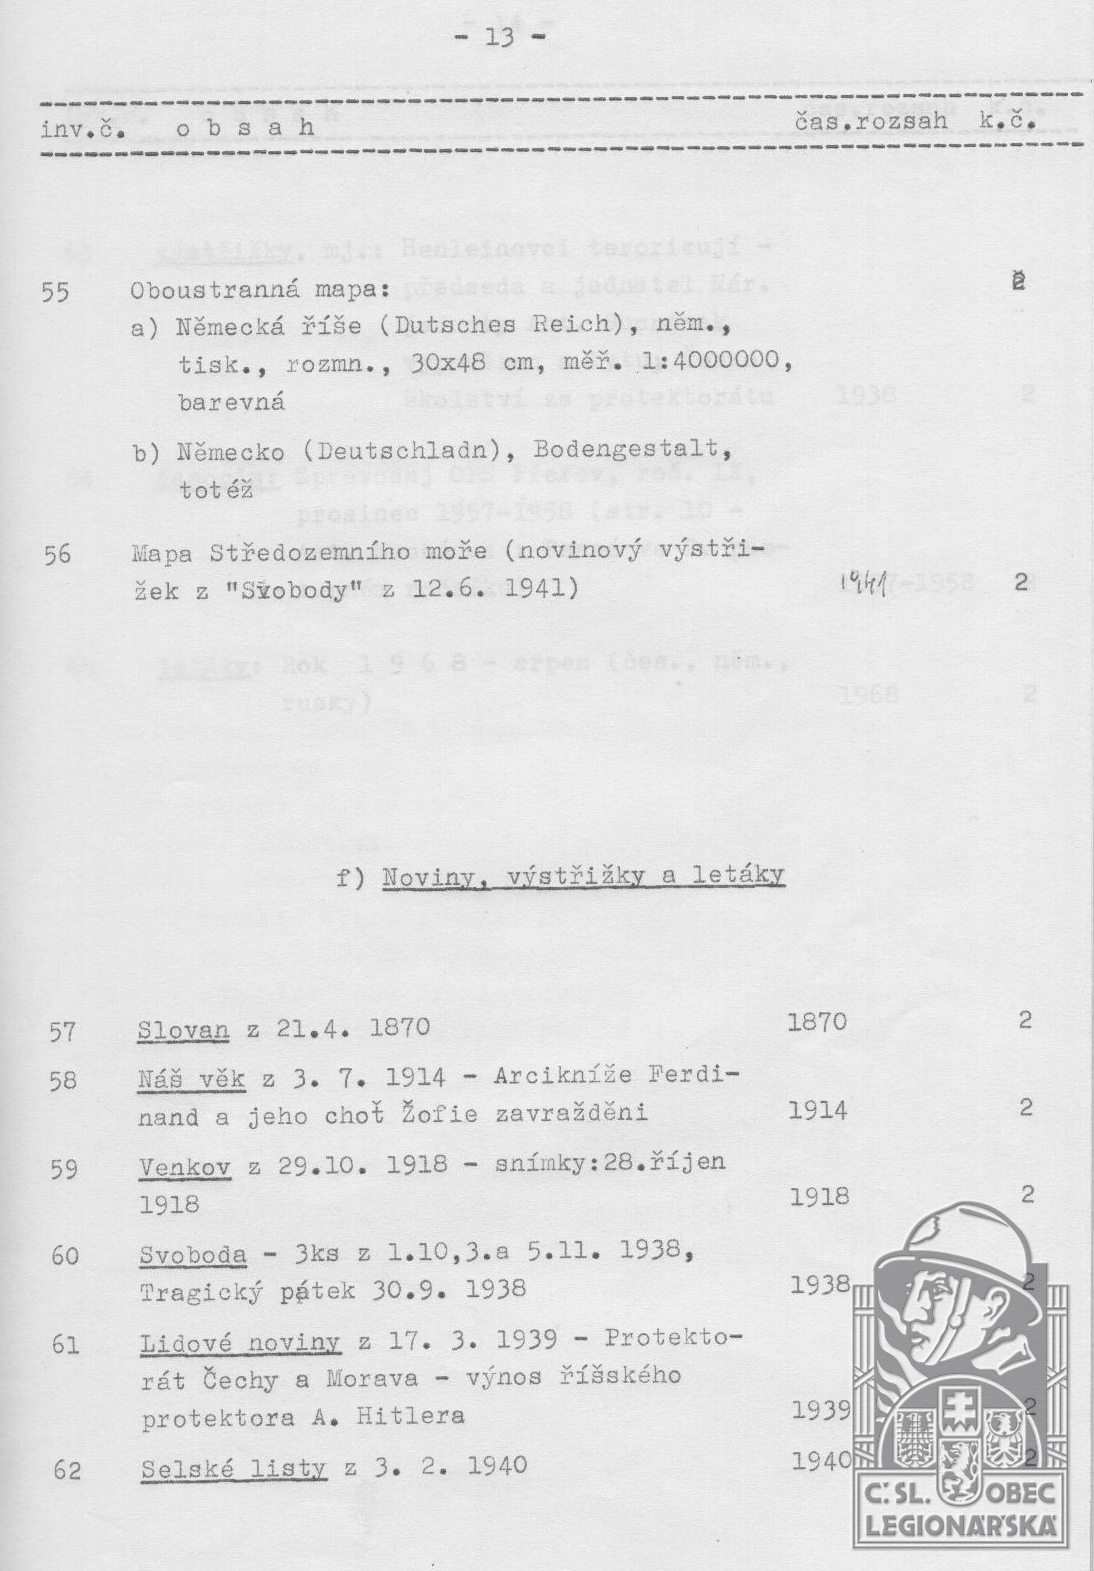 - 13 -
inv.č. o b s a h čas.rozsah k.č.
55 Oboustranná mapa: 2
a) Německá říše (Dutsches Reich), něm.,
tisk., rozmn., 30x48 cm, měř. 1:4000000,
barevná
b) Německo (Deutschladn), Bodengestalt,
totéž
56 Mapa Středozemního moře (novinový výstři-
žek z "Svobody" z 12.6. 1941) 1941 2
f) Noviny, výstřižky a letáky
57 Slovan z 21.4. 1870 1870 2
58 Náš věk z 3. 7. 1914 - Arcikníže Ferdi-
nand a jeho choť Žofie zavražděni 1914 2
59 Venkov z 29.10. 1918 - snímky:28.říjen
1918 1918 2
60 Svoboda - 3ks z 1.10,3.a 5.11. 1938,
Tragický pátek 30.9. 1938 1938 2
61 Lidové noviny z 17. 3. 1939 - Protekto-
rát Čechy a Morava - výnos říšského
protektora A. Hitlera 1939 2
62 Selské listy z 3. 2. 1940 1940 2
Č.SL. OBEC
LEGIONÁŘSKÁ